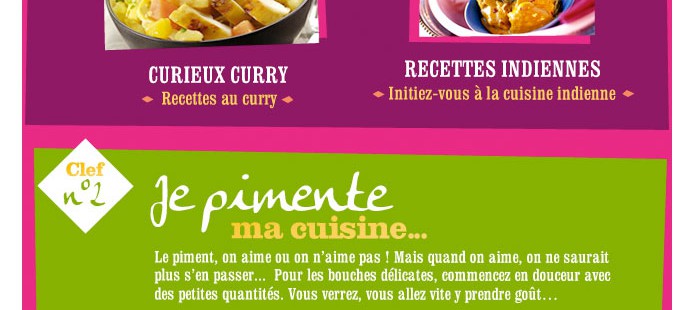 CURIEUX CURRY
Recettes au curry
RECETTES INDIENNES
Initiez-vous à la cuisine indienne
Clef
n°2
Je pimente
ma cuisine...
Le piment, on aime ou on n'aime pas ! Mais quand on aime, on ne saurait
plus s'en passer... Pour les bouches délicates, commencez en douceur avec
des petites quantités. Vous verrez, vous allez vite y prendre goût...